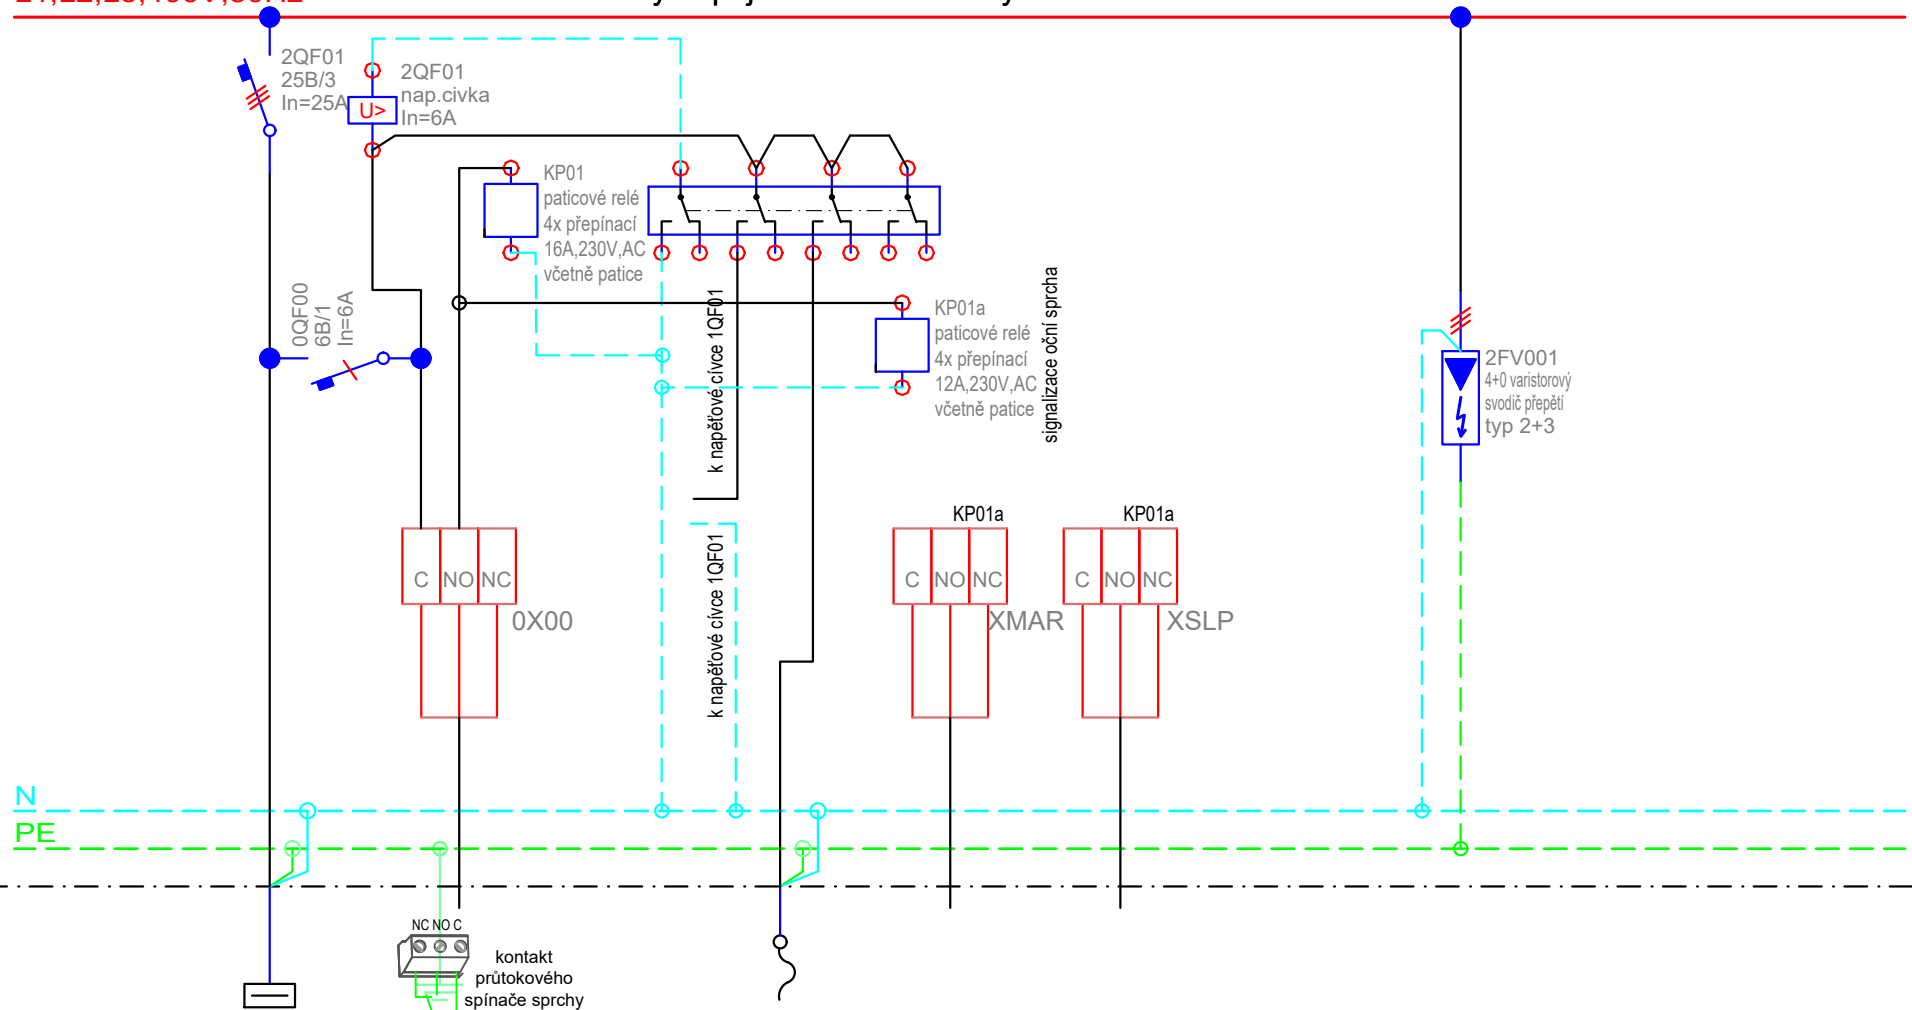 2QF01
25B/3
In=25A
2QF01
nap.civka
In=6A
U>
KP01
paticové relé
4x přepínací
16A,230V,AC
včetně patice
0QF00
6B/1
In=6A
k napěťové cívce 1QF01
KP01a
paticové relé
4x přepínací
12A,230V,AC
včetně patice
signalizace oční sprcha
2FV001
4+0 varistorový
svodič přepětí
typ 2+3
C NO NC
0X00
k napěťové cívce 1QF01
KP01a
C NO NC
XMAR
KP01a
C NO NC
XSLP
N
PE
NC NO C
kontakt
průtokového
spínače sprchy